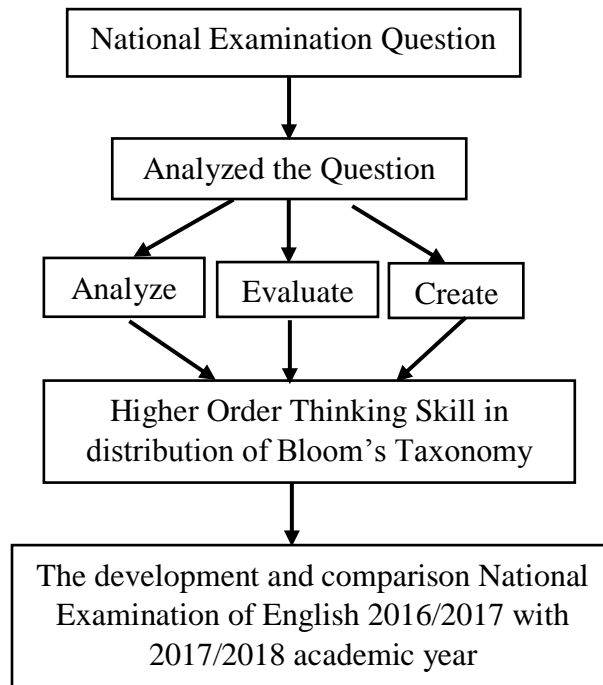 National Examination Question
Analyzed the Question
Analyze
Evaluate
Create
Higher Order Thinking Skill in
distribution of Bloom’s Taxonomy
The development and comparison National
Examination of English 2016/2017 with
2017/2018 academic year